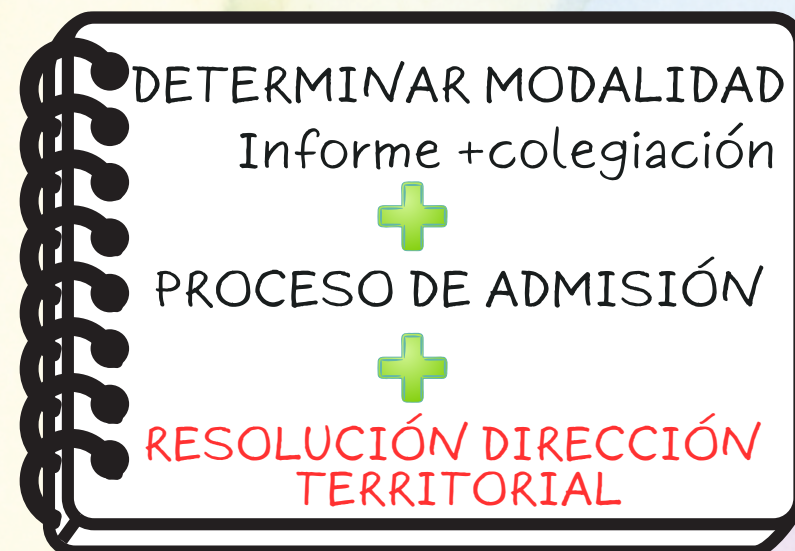 DETERMINAR MODALIDAD
Informe +colegiación
PROCESO DE ADMISIÓN
RESOLUCIÓN DIRECCIÓN
TERRITORIAL